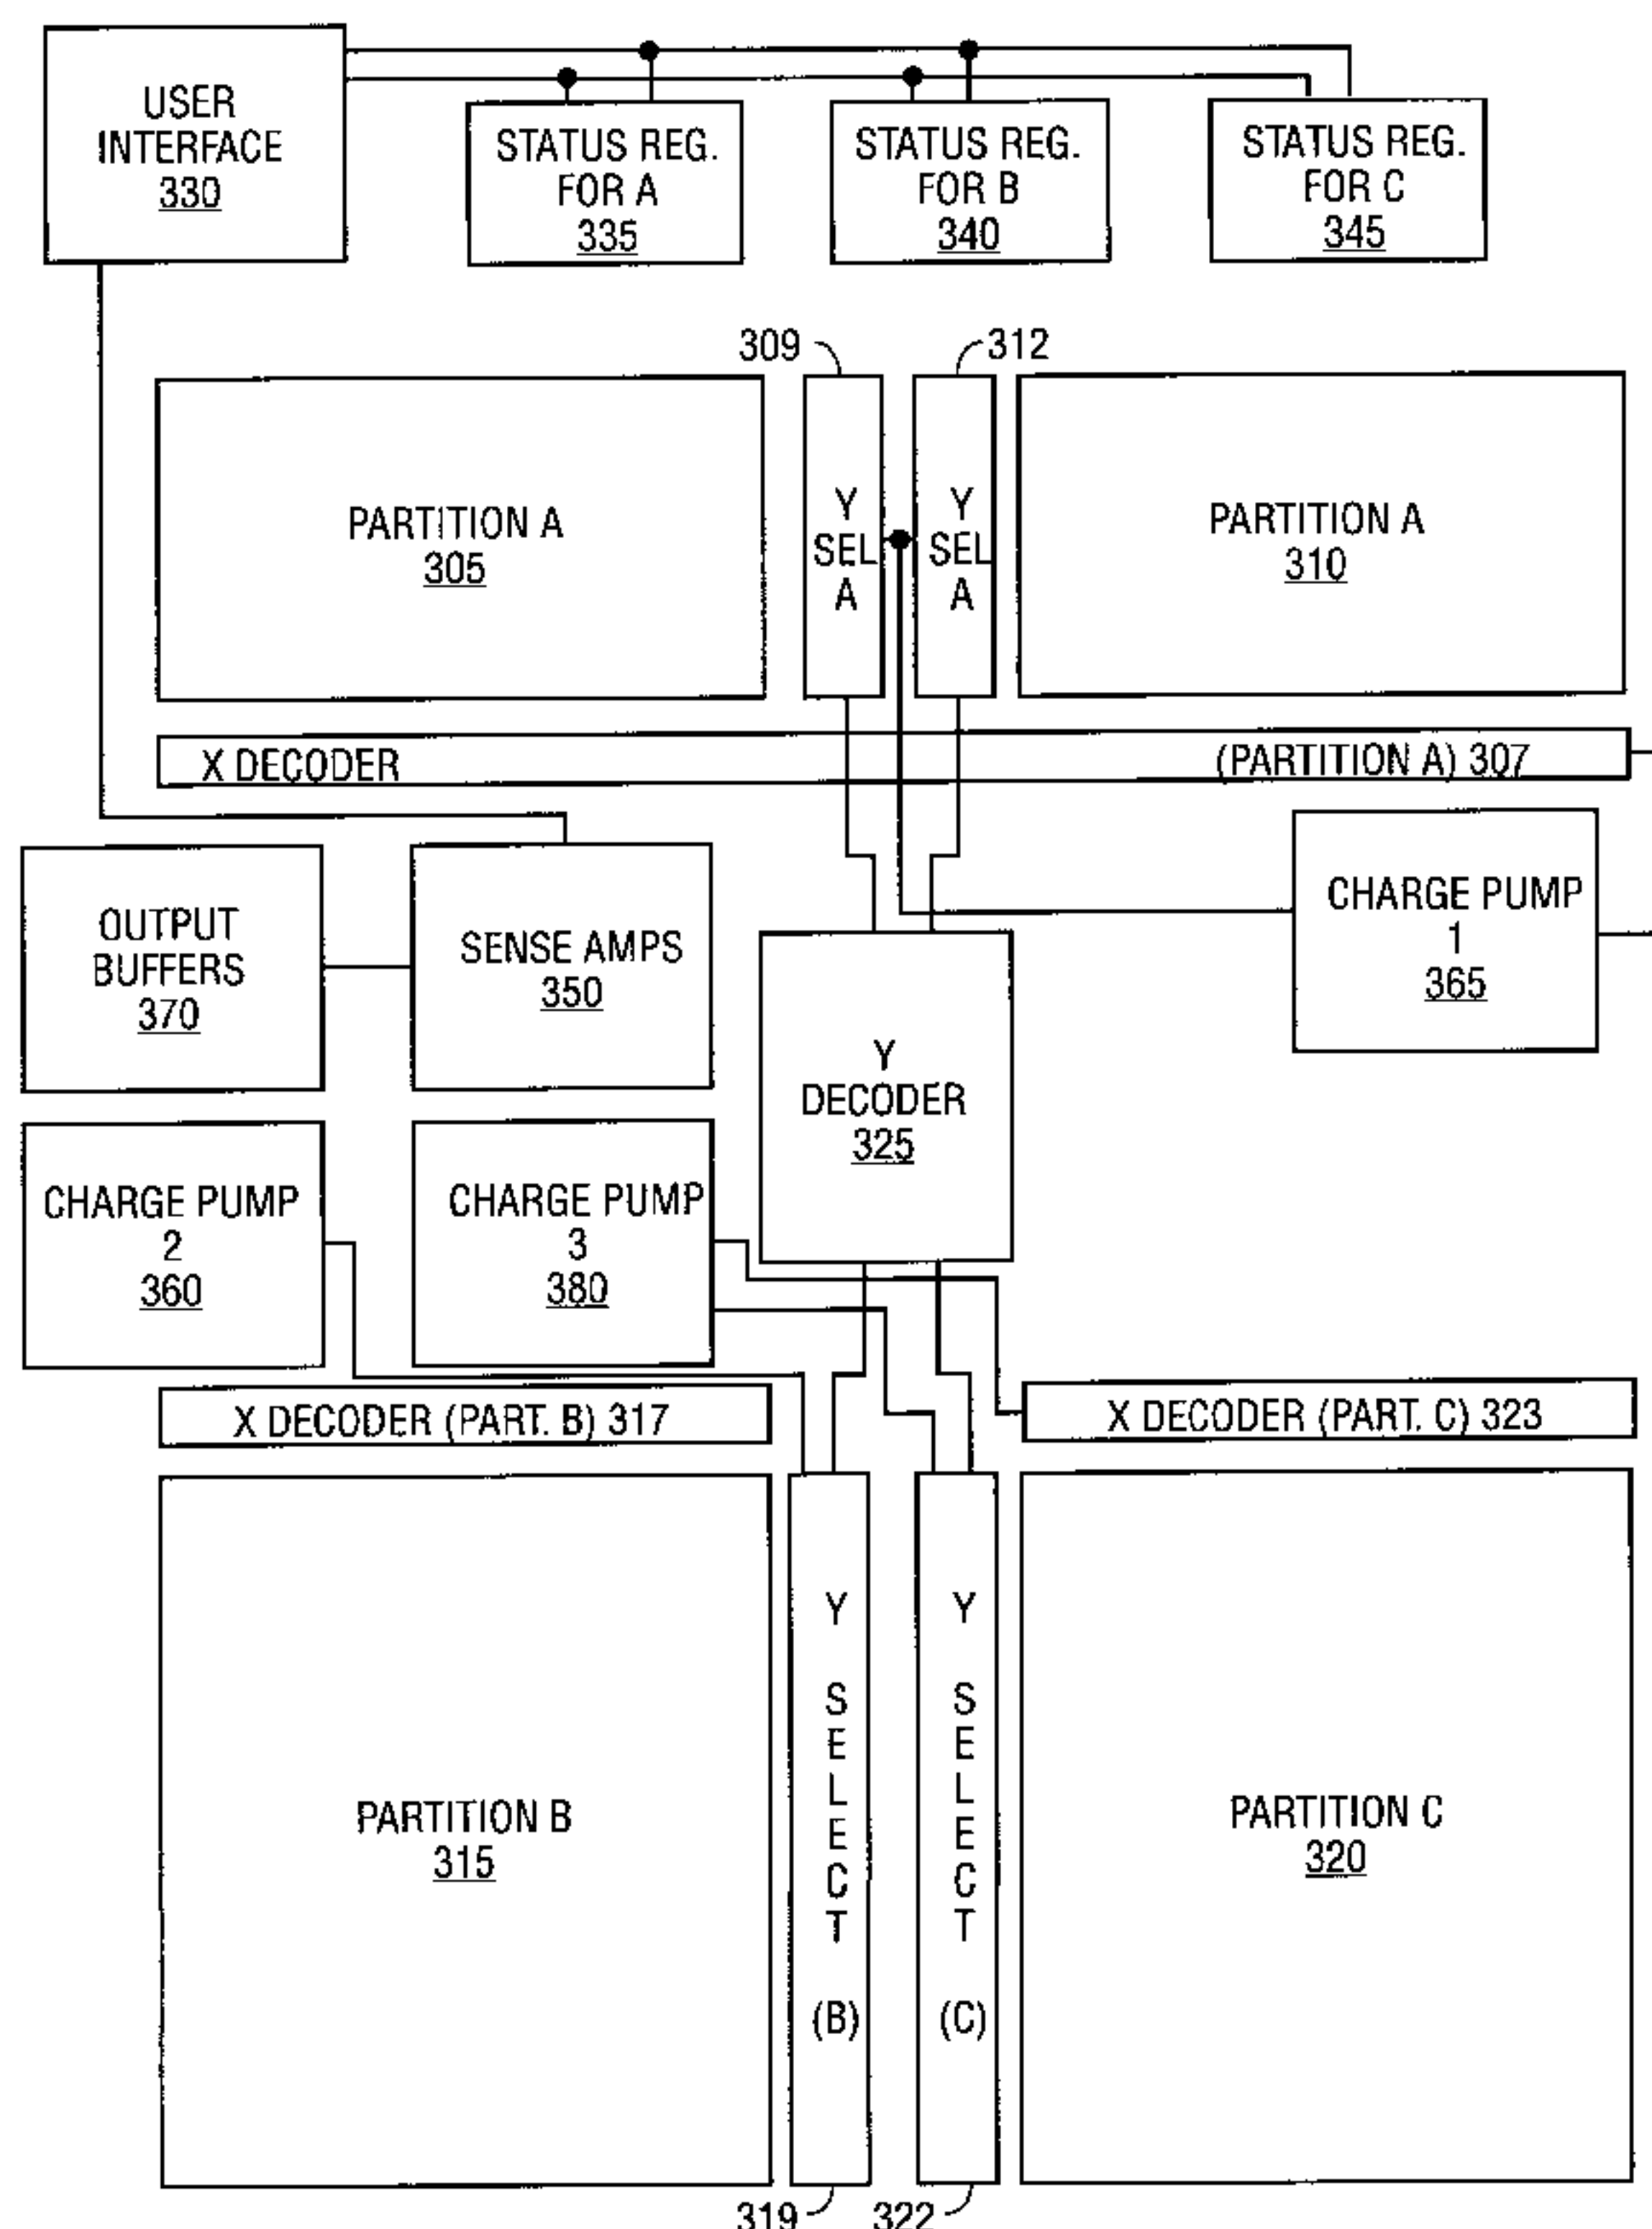 USER
INTERFACE
330
STATUS REG.
FOR A
335
STATUS REG.
FOR B
340
STATUS REG.
FOR C
345
309
312
PARTITION A
305
Y
SEL
A
Y
SEL
A
PARTITION A
310
X DECODER
(PARTITION A) 307
OUTPUT
BUFFERS
370
SENSE AMPS
350
CHARGE PUMP
1
365
Y
DECODER
325
CHARGE PUMP
2
360
CHARGE PUMP
3
380
X DECODER (PART. B) 317
X DECODER (PART. C) 323
PARTITION B
315
Y
S
E
L
E
C
T
(B)
Y
S
E
L
E
C
T
(C)
PARTITION C
320
319
322